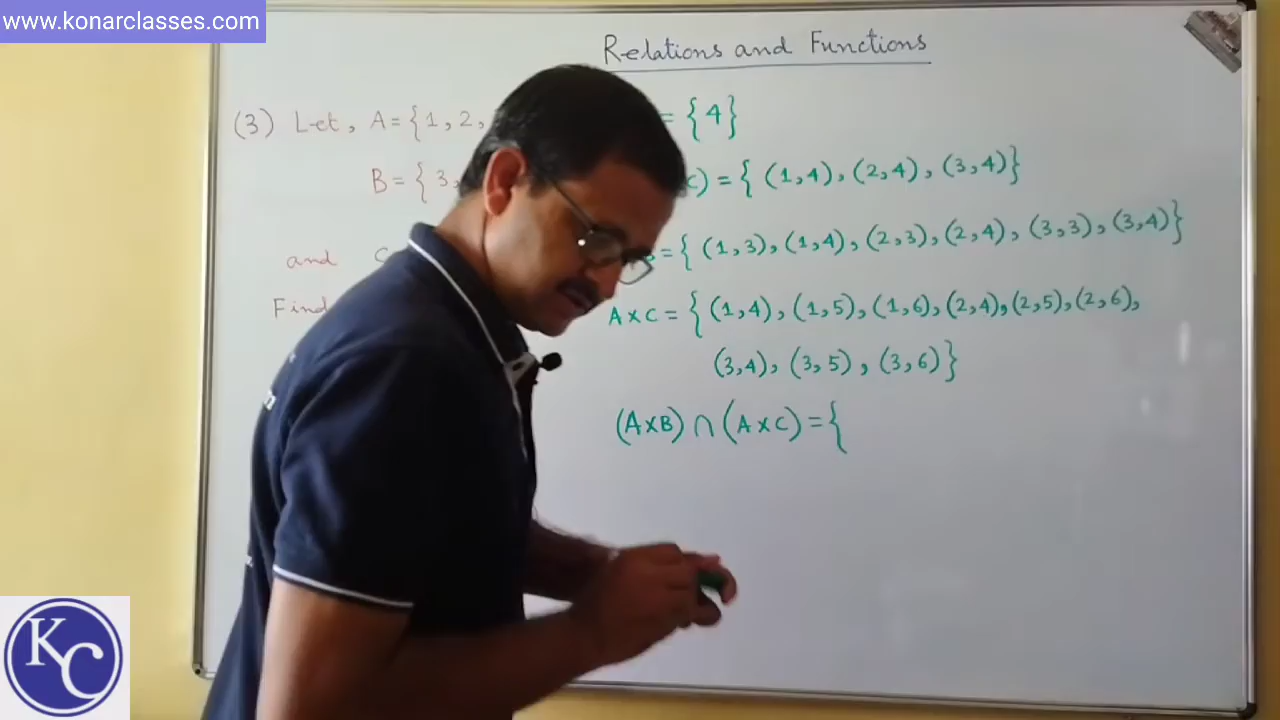 www.konarclasses.com
Relations and Functions
(3) Let, A = {1, 2, = {4}
B = { 3, C) = { (1,4), (2,4), (3,4)}
and C = { (1,3), (1,4), (2,3), (2,4), (3,3), (3,4)}
Find A×C = { (1,4), (1,5), (1,6), (2,4), (2,5), (2,6),
(3,4), (3,5), (3,6)}
(A×B) ∩ (A×C) = {
KC